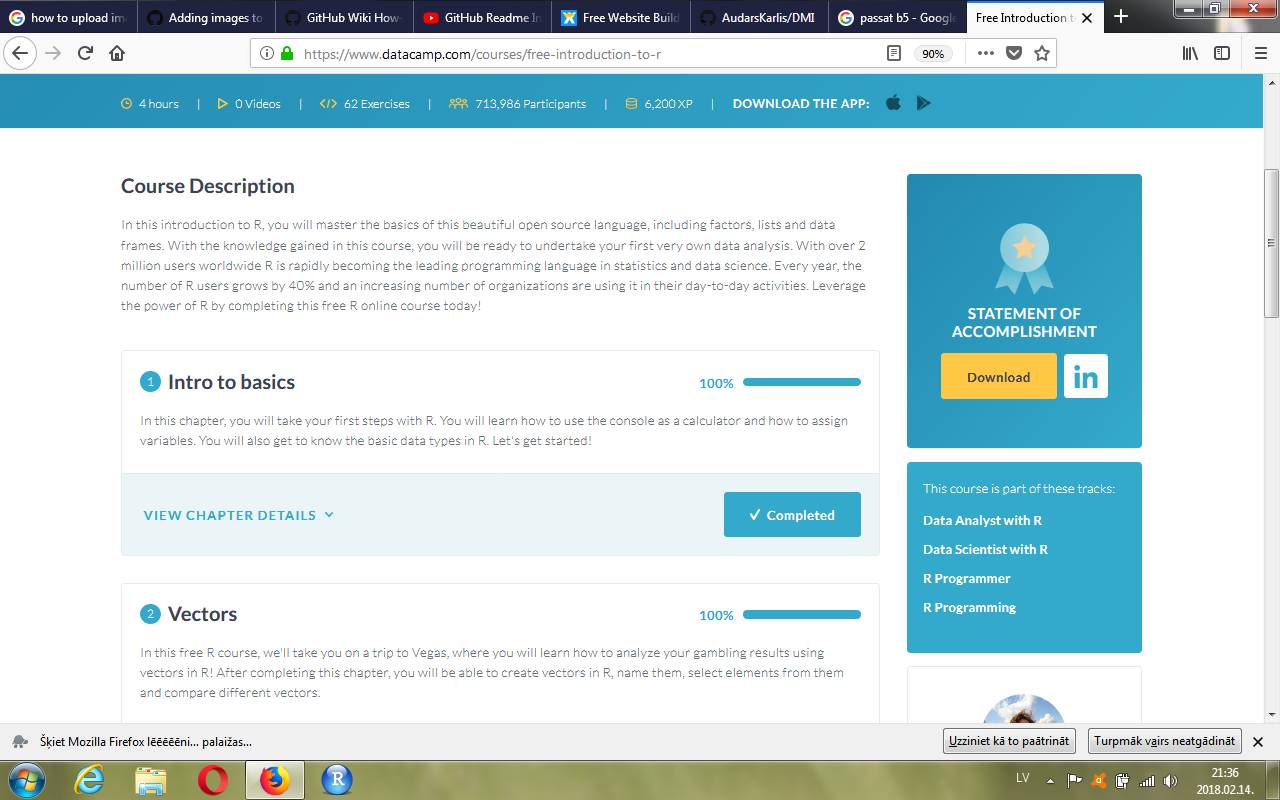 how to upload im
Adding images to
GitHub Wiki How-
GitHub Readme In
Free Website Build
AudarsKarlis/DMI
passat b5 - Google
Free Introduction t
https://www.datacamp.com/courses/free-introduction-to-r
90%
4 hours | 0 Videos | 62 Exercises | 713,986 Participants | 6,200 XP | DOWNLOAD THE APP:
Course Description
In this introduction to R, you will master the basics of this beautiful open source language, including factors, lists and data
frames. With the knowledge gained in this course, you will be ready to undertake your first very own data analysis. With over 2
million users worldwide R is rapidly becoming the leading programming language in statistics and data science. Every year, the
number of R users grows by 40% and an increasing number of organizations are using it in their day-to-day activities. Leverage
the power of R by completing this free R online course today!
STATEMENT OF
ACCOMPLISHMENT
Download
in
1 Intro to basics
100%
In this chapter, you will take your first steps with R. You will learn how to use the console as a calculator and how to assign
variables. You will also get to know the basic data types in R. Let's get started!
VIEW CHAPTER DETAILS
Completed
This course is part of these tracks:
Data Analyst with R
Data Scientist with R
R Programmer
R Programming
2 Vectors
100%
In this free R course, we'll take you on a trip to Vegas, where you will learn how to analyze your gambling results using
vectors in R! After completing this chapter, you will be able to create vectors in R, name them, select elements from them
and compare different vectors.
Šķiet Mozilla Firefox lēēēēēni... palaižas...
Uzziniet kā to paātrināt
Turpmāk vairs neatgādināt
R
LV
21:36
2018.02.14.